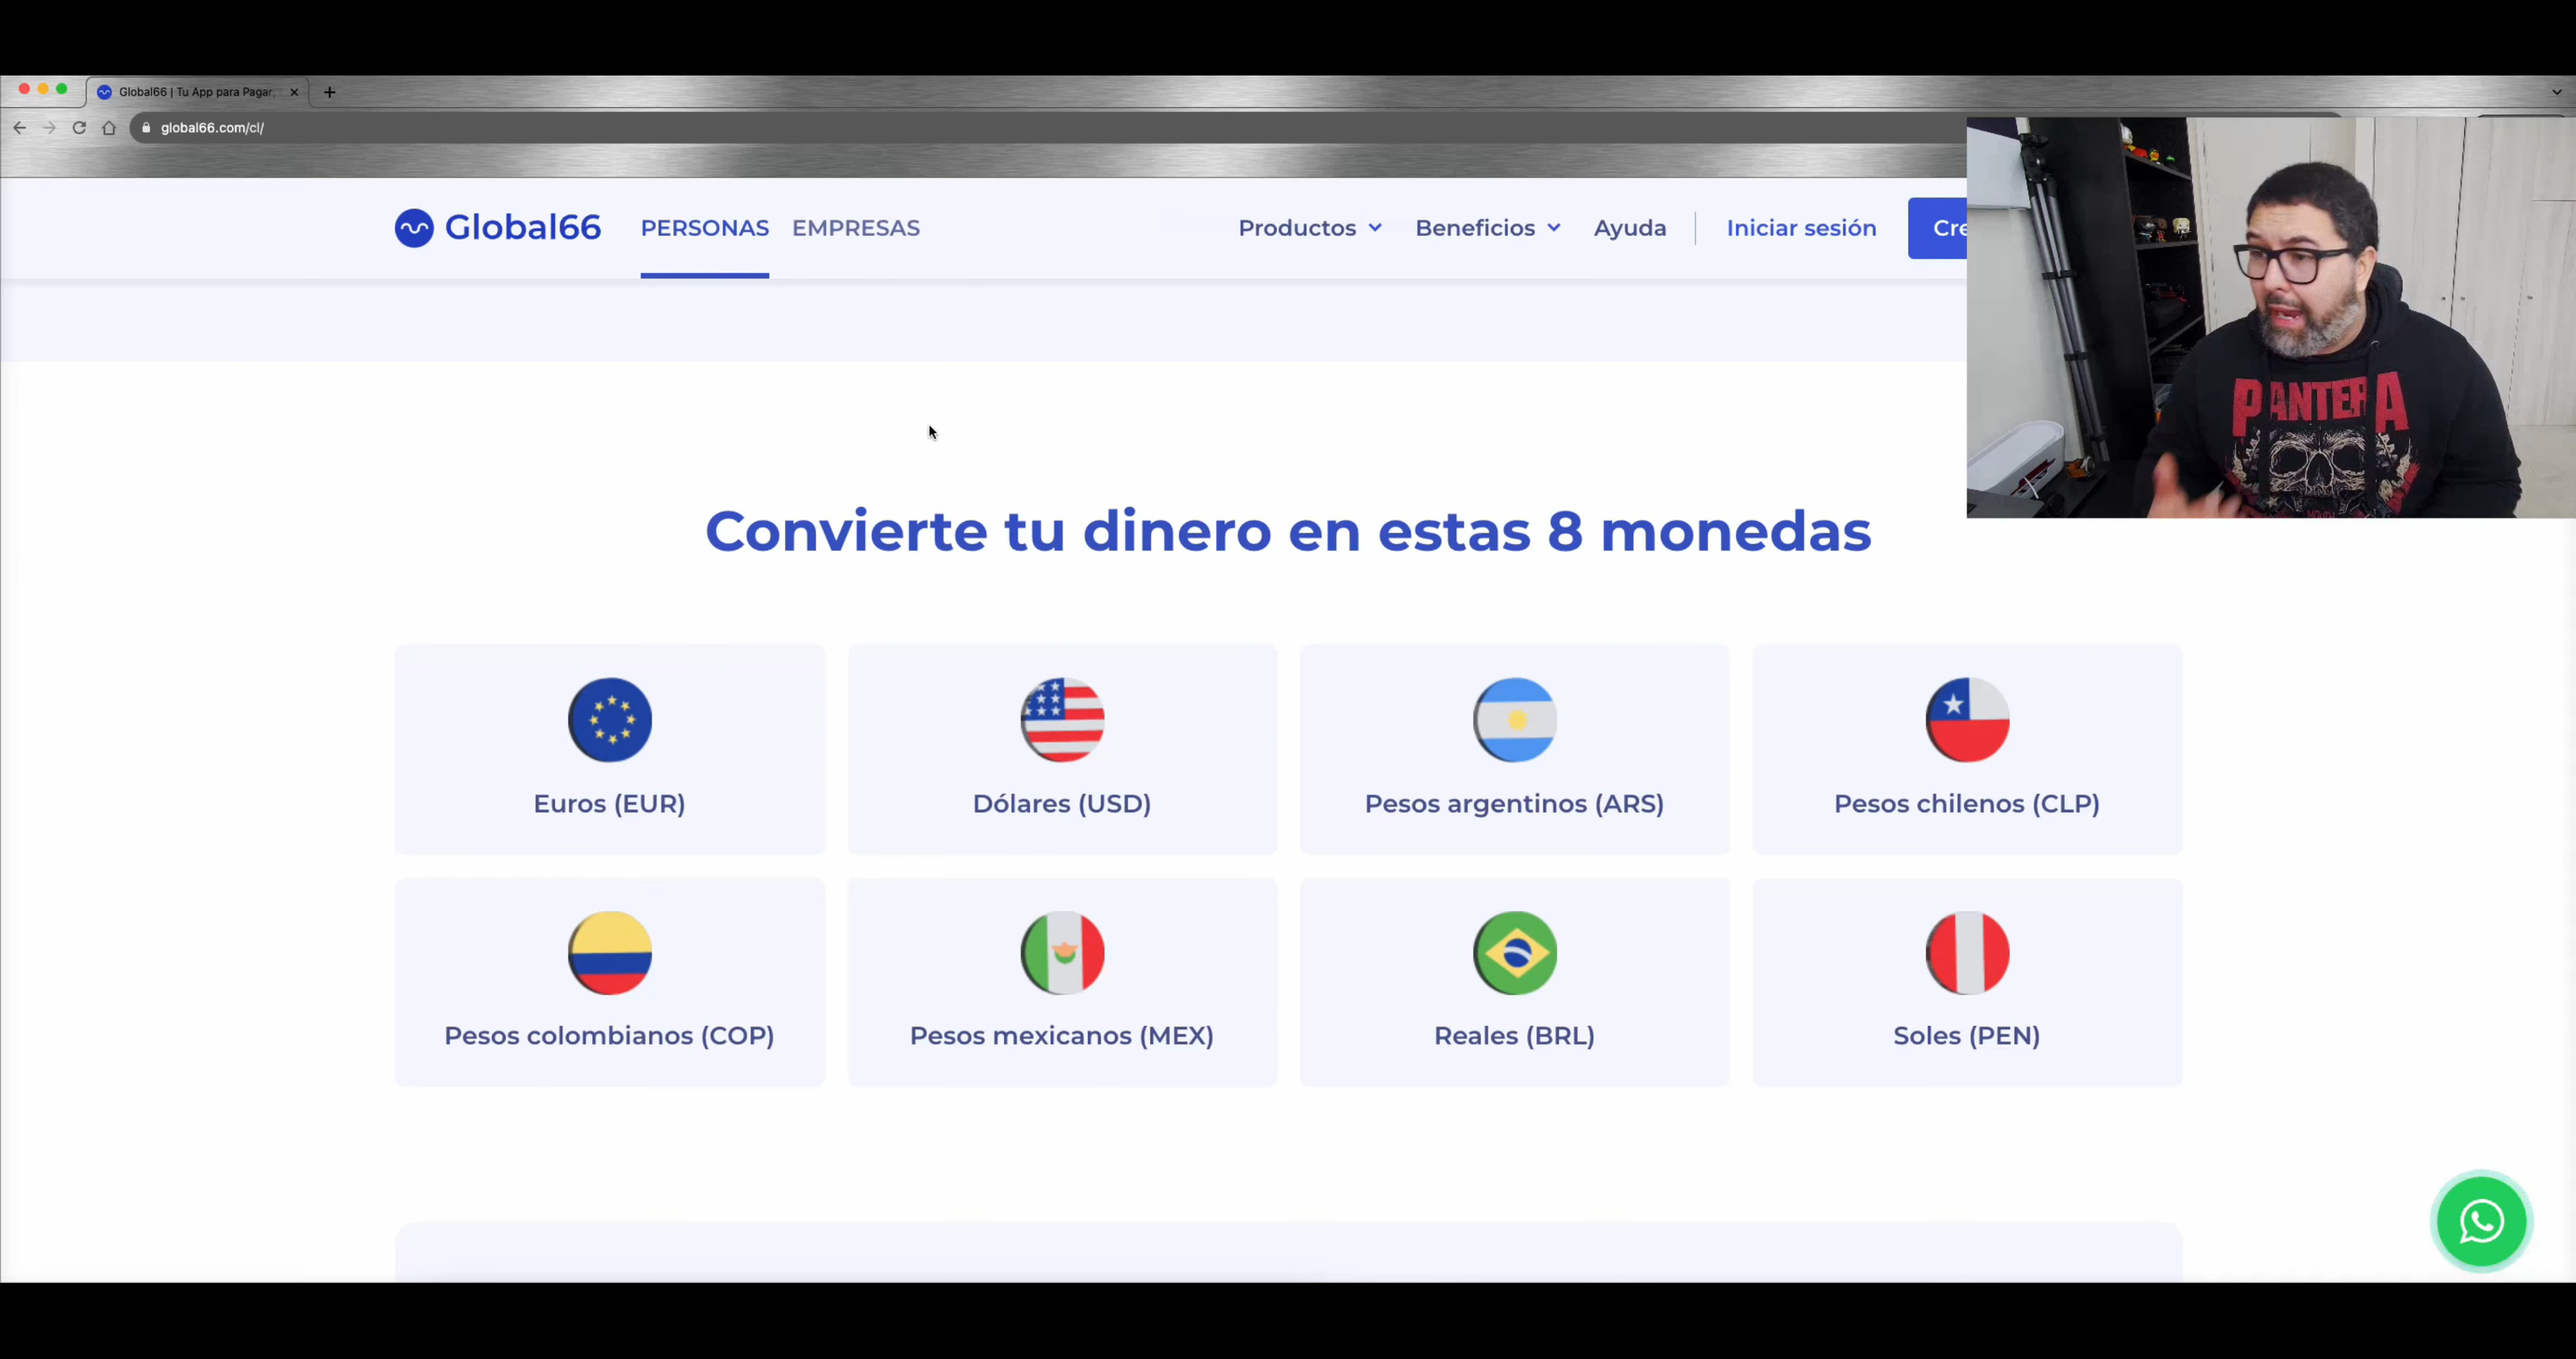 Global66 | Tu App para Pagar,
global66.com/cl/
Global66 PERSONAS EMPRESAS Productos Beneficios Ayuda Iniciar sesión
PANTERA
Convierte tu dinero en estas 8 monedas
Euros (EUR) Dólares (USD) Pesos argentinos (ARS) Pesos chilenos (CLP)
Pesos colombianos (COP) Pesos mexicanos (MEX) Reales (BRL) Soles (PEN)